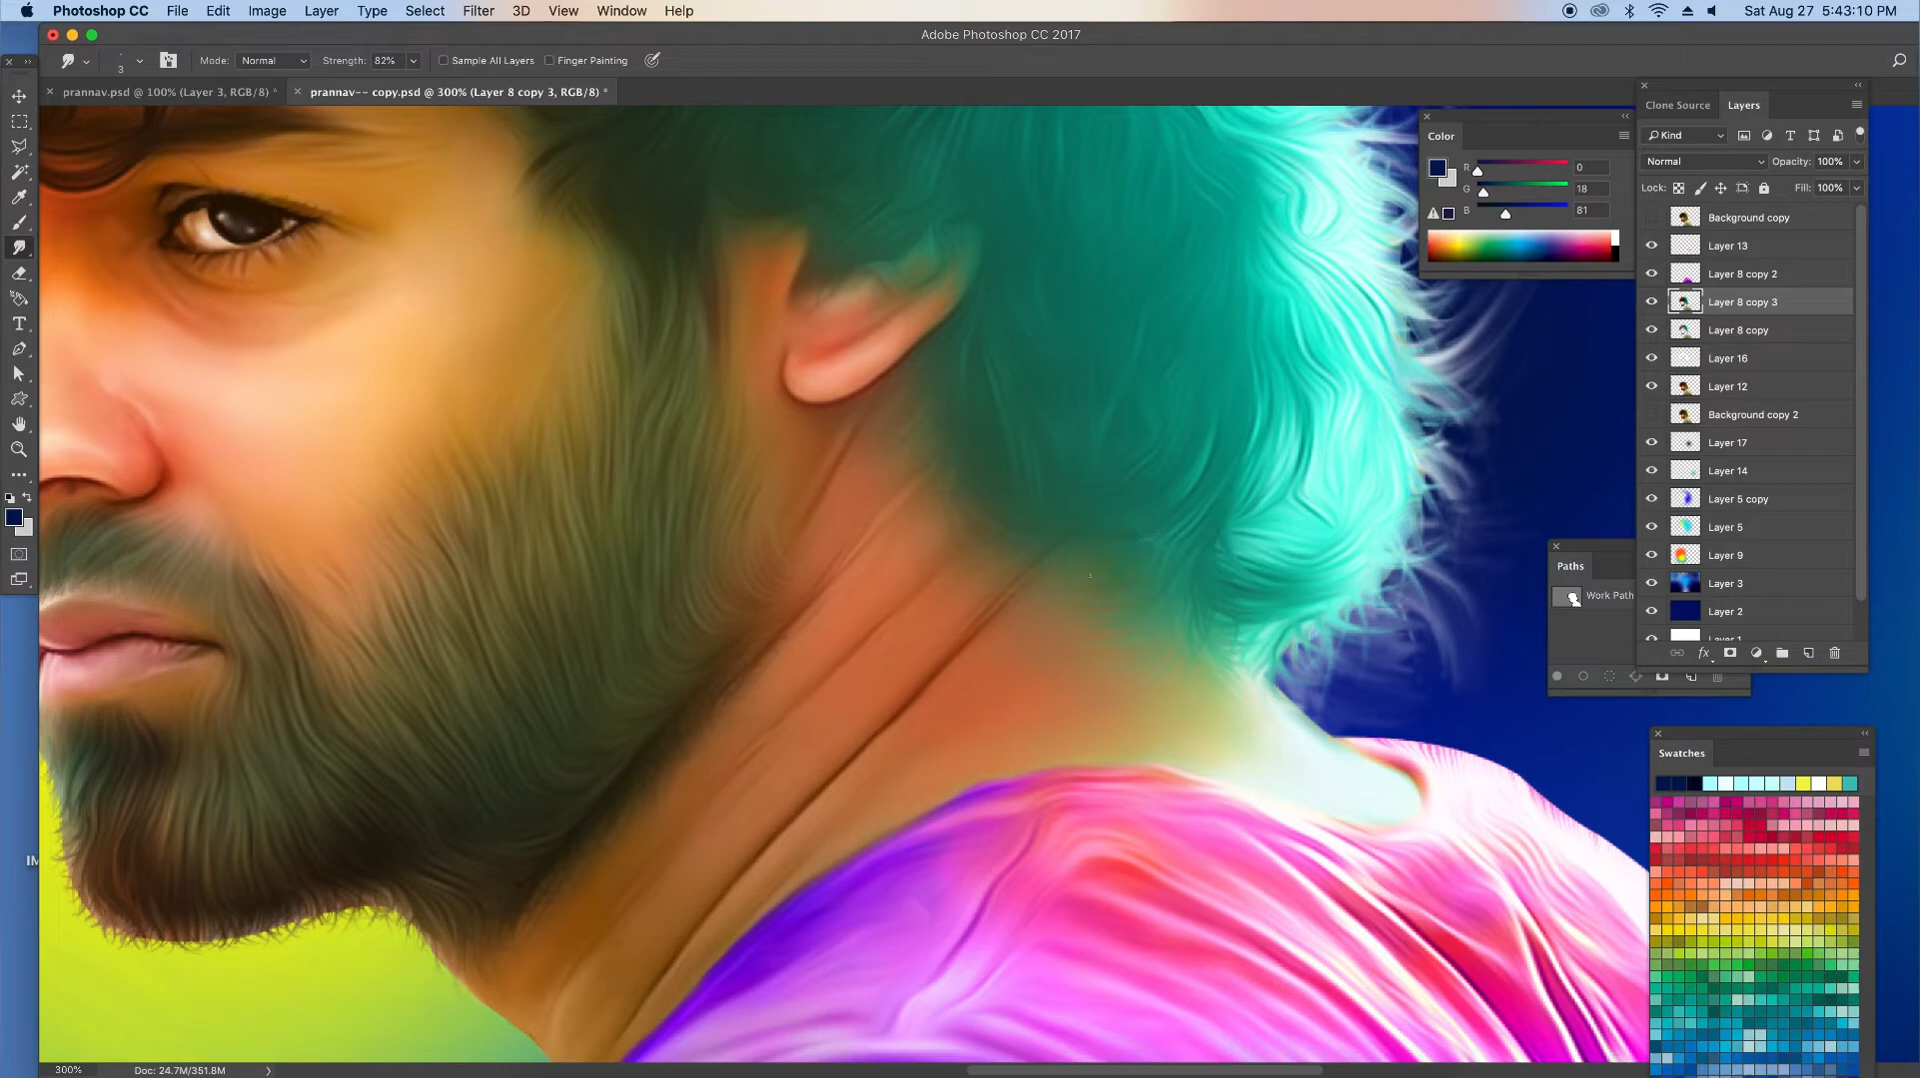 Photoshop CC File Edit Image Layer Type Select Filter 3D View Window Help Sat Aug 27 5:43:10 PM
Adobe Photoshop CC 2017
3 Mode: Normal Strength: 82% Sample All Layers Finger Painting
prannav.psd @ 100% (Layer 3, RGB/8) * prannav-- copy.psd @ 300% (Layer 8 copy 3, RGB/8) *
Clone Source Layers
Kind
Normal Opacity: 100%
Lock: Fill: 100%
Background copy
Layer 13
Layer 8 copy 2
Layer 8 copy 3
Layer 8 copy
Layer 16
Layer 12
Background copy 2
Layer 17
Layer 14
Layer 5 copy
Layer 5
Layer 9
Layer 3
Layer 2
Layer 1
fx
Color
R 0
G 18
B 81
Paths
Work Path
Swatches
IM
300% Doc: 24.7M/351.8M